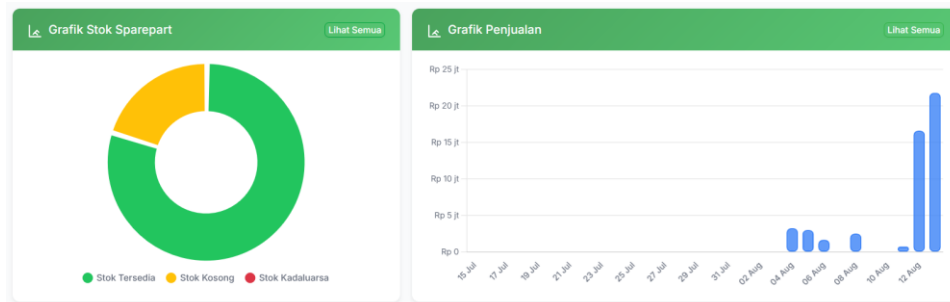 Grafik Stok Sparepart
Lihat Semua
Stok Tersedia Stok Kosong Stok Kadaluarsa
Grafik Penjualan
Lihat Semua
Rp 25 jt
Rp 20 jt
Rp 15 jt
Rp 10 jt
Rp 5 jt
Rp 0
15 Jul 17 Jul 19 Jul 21 Jul 23 Jul 25 Jul 27 Jul 29 Jul 31 Jul 02 Aug 04 Aug 06 Aug 08 Aug 10 Aug 12 Aug